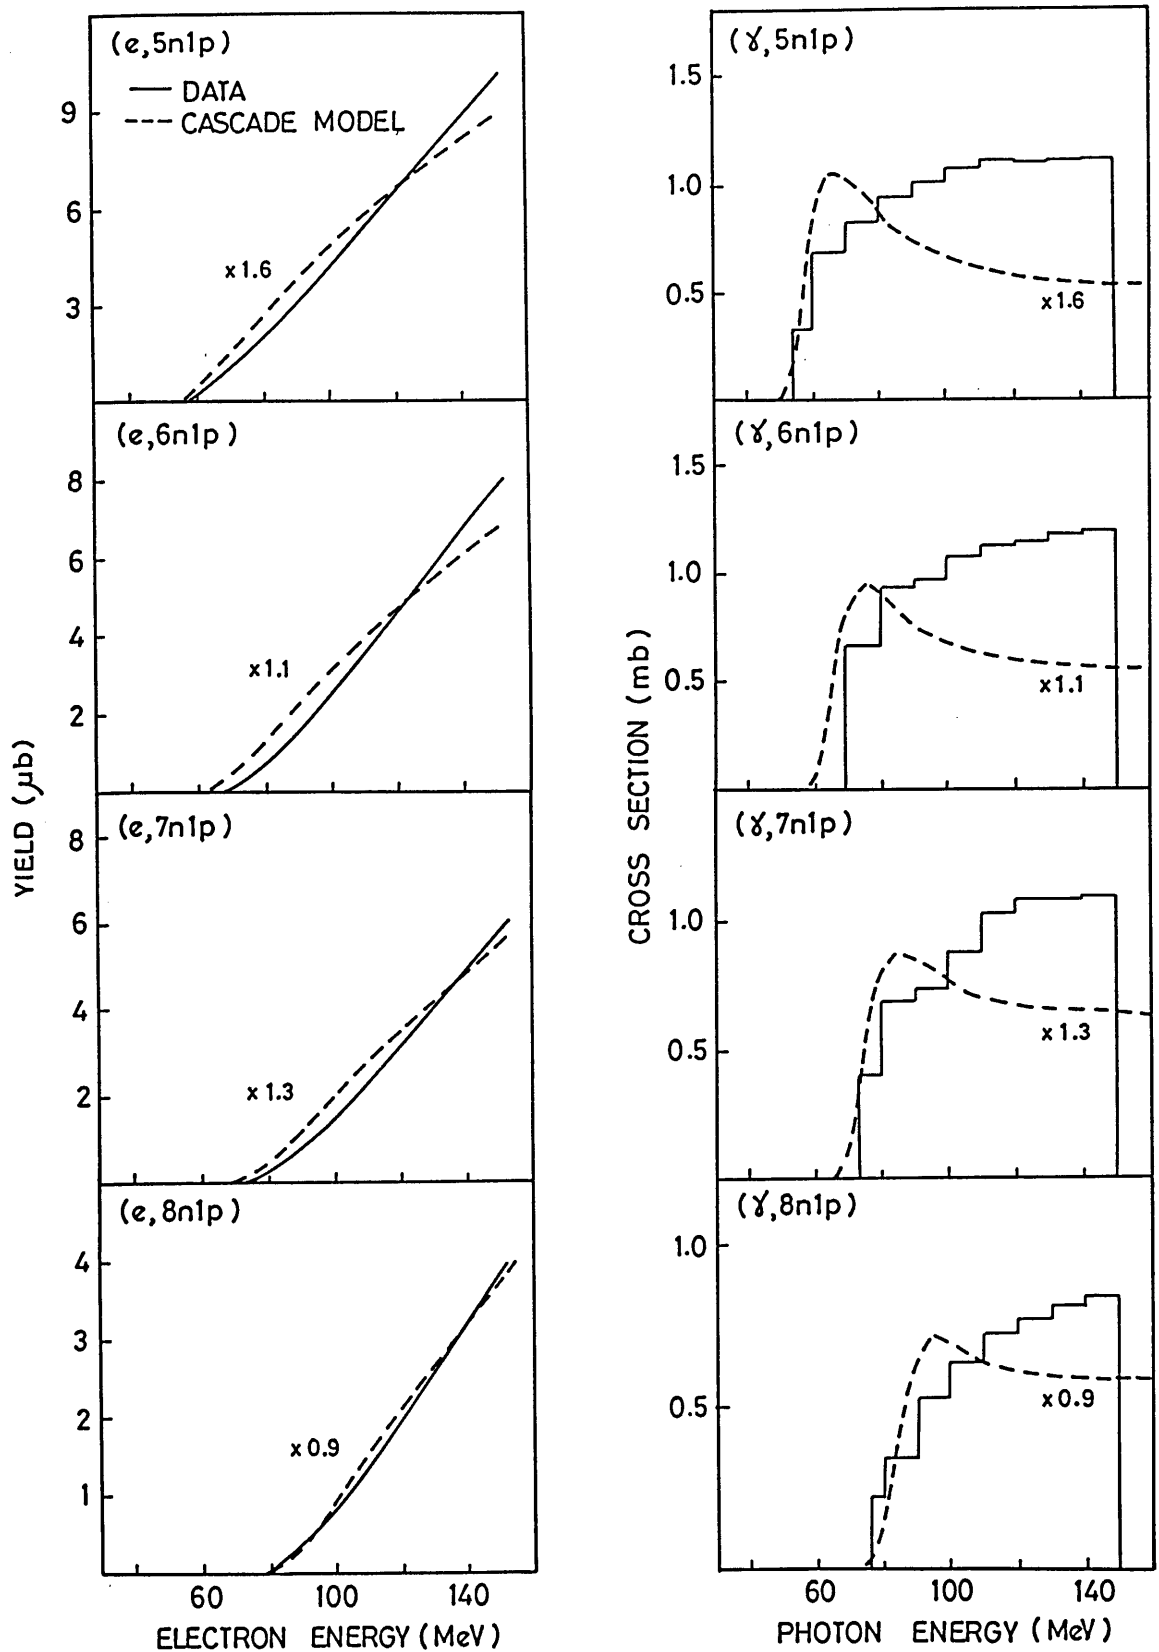 (e,5n1p)
DATA
CASCADE MODEL
9
6
3
x1.6
(e,6n1p)
8
6
4
2
x1.1
(e,7n1p)
8
6
4
2
x1.3
(e,8n1p)
4
3
2
1
x0.9
60 100 140
ELECTRON ENERGY (MeV)
YIELD (μb)
(γ,5n1p)
1.5
1.0
0.5
x1.6
(γ,6n1p)
1.5
1.0
0.5
x1.1
(γ,7n1p)
1.0
0.5
x1.3
(γ,8n1p)
1.0
0.5
x0.9
60 100 140
PHOTON ENERGY (MeV)
CROSS SECTION (mb)